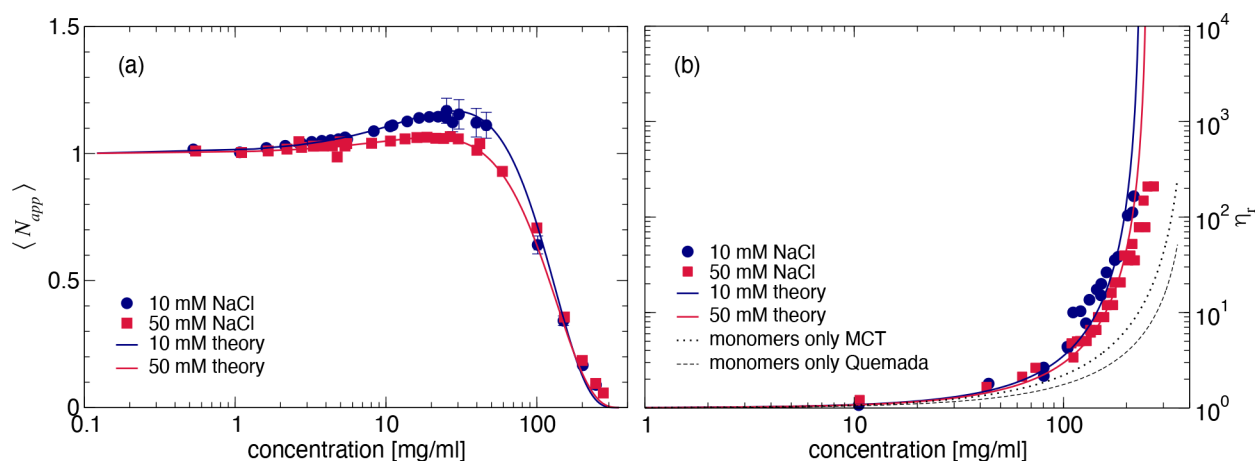 1.5
(a)
1
⟨ N_app ⟩
0.5
10 mM NaCl
50 mM NaCl
10 mM theory
50 mM theory
0
0.1
1
10
100
concentration [mg/ml]
(b)
10^4
10^3
10^2
η_r
10 mM NaCl
50 mM NaCl
10 mM theory
50 mM theory
monomers only MCT
monomers only Quemada
10^1
10^0
1
10
100
concentration [mg/ml]